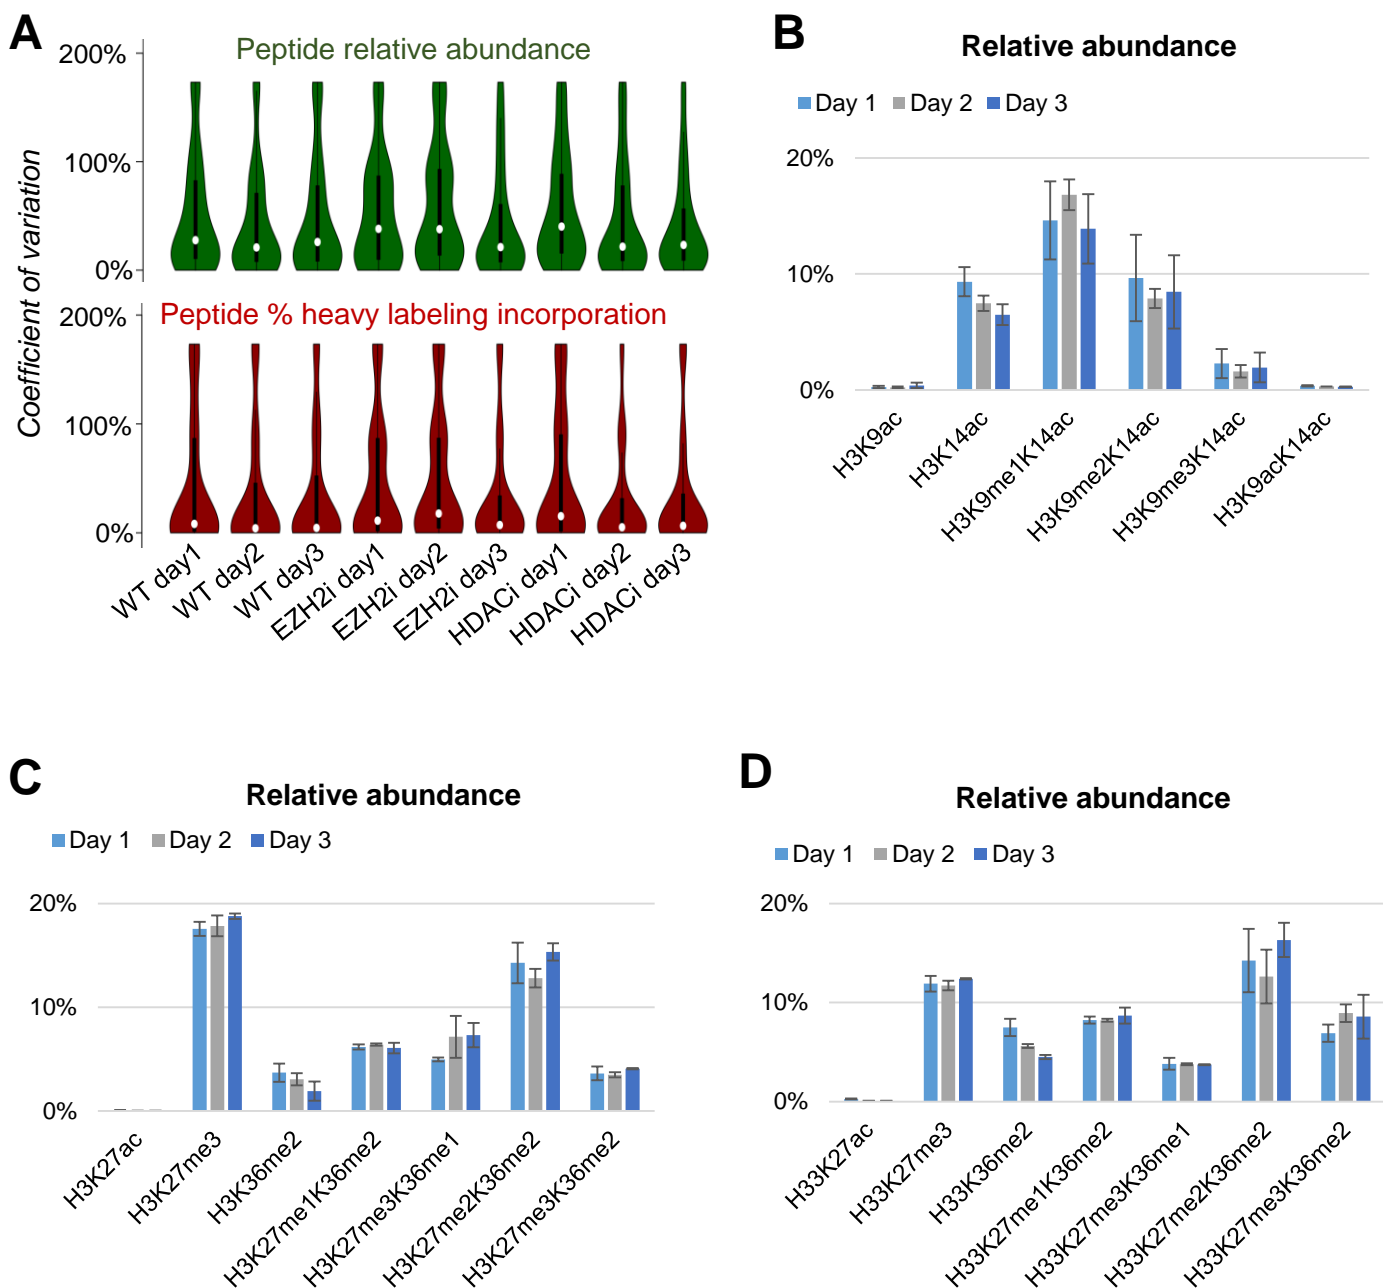 A
Coefficient of variation
Peptide relative abundance
200%
100%
0%
Peptide % heavy labeling incorporation
200%
100%
0%
WT day1
WT day2
WT day3
EZH2i day1
EZH2i day2
EZH2i day3
HDACi day1
HDACi day2
HDACi day3
B
Relative abundance
Day 1 Day 2 Day 3
20%
10%
0%
H3K9ac
H3K14ac
H3K9me1K14ac
H3K9me2K14ac
H3K9me3K14ac
H3K9acK14ac
C
Relative abundance
Day 1 Day 2 Day 3
20%
10%
0%
H3K27ac
H3K27me3
H3K36me2
H3K27me1K36me2
H3K27me3K36me1
H3K27me2K36me2
H3K27me3K36me2
D
Relative abundance
Day 1 Day 2 Day 3
20%
10%
0%
H33K27ac
H33K27me3
H33K36me2
H33K27me1K36me2
H33K27me3K36me1
H33K27me2K36me2
H33K27me3K36me2